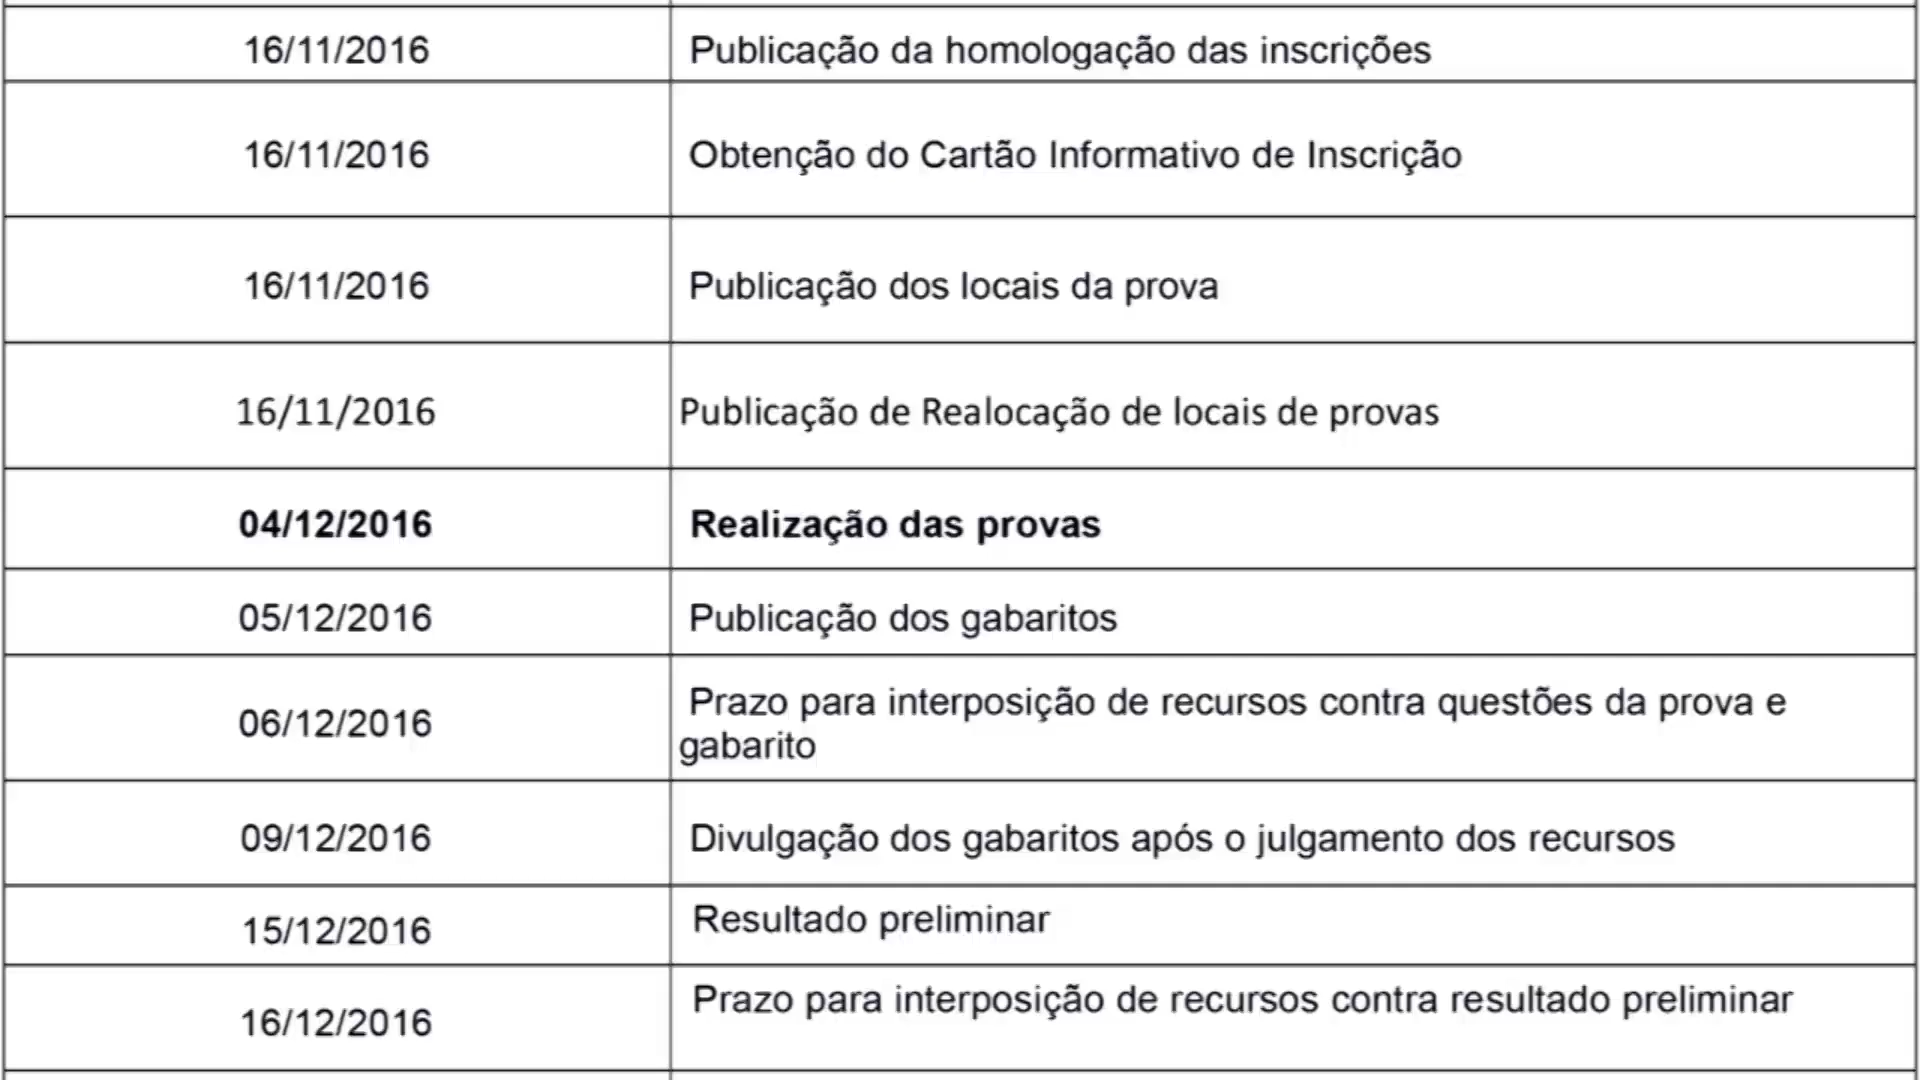 16/11/2016 Publicação da homologação das inscrições
16/11/2016 Obtenção do Cartão Informativo de Inscrição
16/11/2016 Publicação dos locais da prova
16/11/2016 Publicação de Realocação de locais de provas
04/12/2016 Realização das provas
05/12/2016 Publicação dos gabaritos
06/12/2016 Prazo para interposição de recursos contra questões da prova e
gabarito
09/12/2016 Divulgação dos gabaritos após o julgamento dos recursos
15/12/2016 Resultado preliminar
16/12/2016 Prazo para interposição de recursos contra resultado preliminar